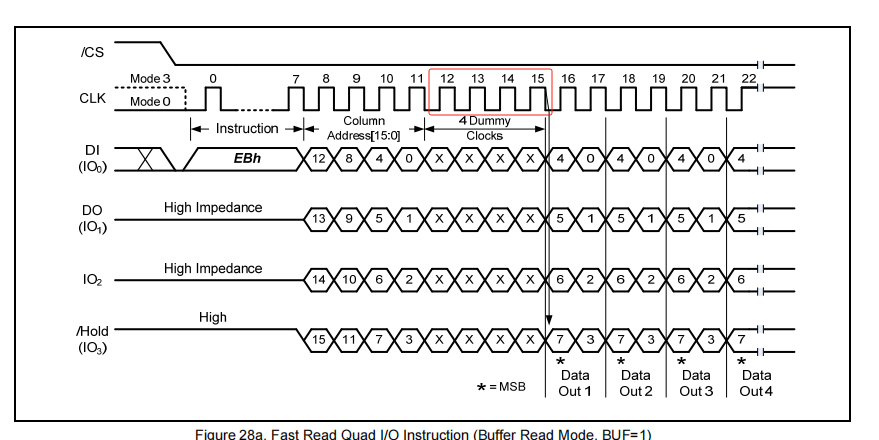 /CS
Mode 3 0 7 8 9 10 11 12 13 14 15 16 17 18 19 20 21 22
CLK
Mode 0
Instruction Column Address[15:0] 4 Dummy Clocks
DI (IO0) EBh 12 8 4 0 X X X X 4 0 4 0 4 0 4
DO (IO1) High Impedance 13 9 5 1 X X X X 5 1 5 1 5 1 5
IO2 High Impedance 14 10 6 2 X X X X 6 2 6 2 6 2 6
/Hold (IO3) High 15 11 7 3 X X X X 7 3 7 3 7 3 7
* * * *
* = MSB Data Out 1 Data Out 2 Data Out 3 Data Out 4
Figure 28a. Fast Read Quad I/O Instruction (Buffer Read Mode, BUF=1)